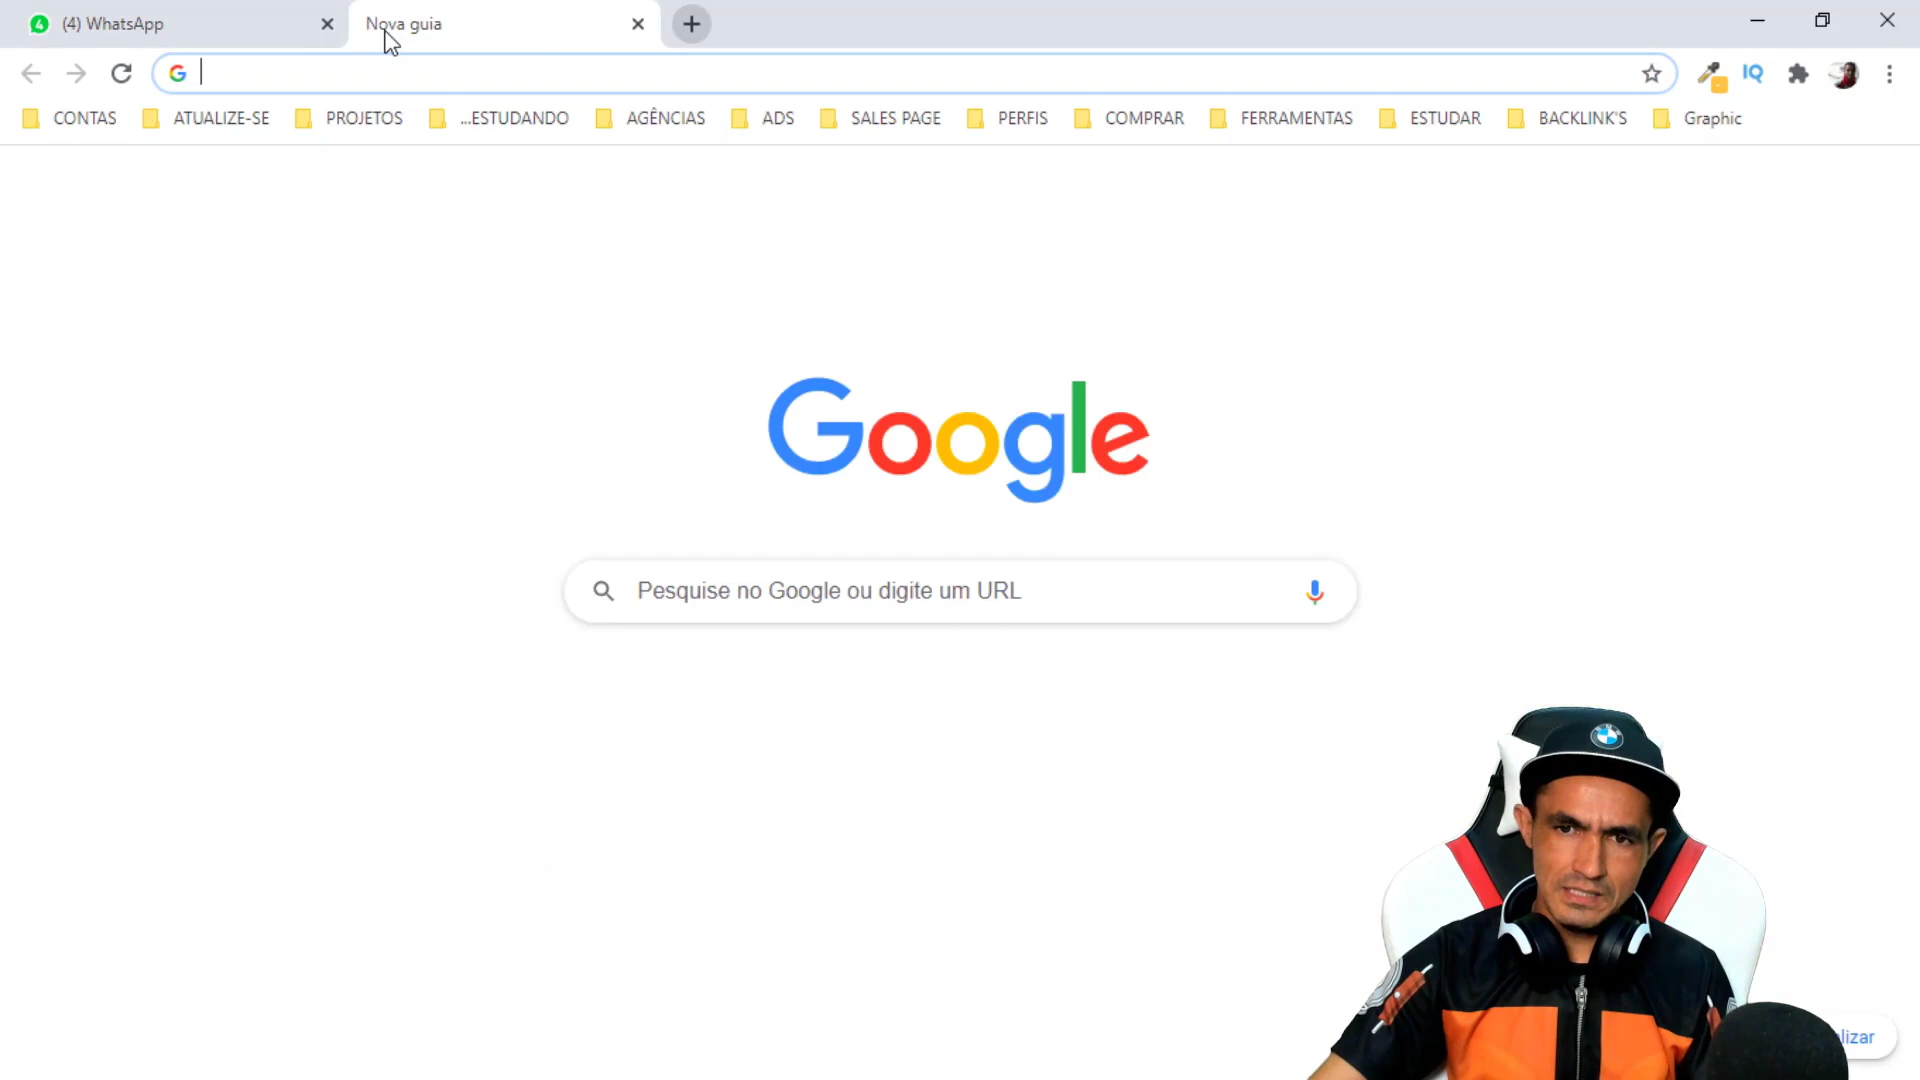 (4) WhatsApp
Nova guia
CONTAS
ATUALIZE-SE
PROJETOS
...ESTUDANDO
AGÊNCIAS
ADS
SALES PAGE
PERFIS
COMPRAR
FERRAMENTAS
ESTUDAR
BACKLINK'S
Graphic
IQ
Google
Pesquise no Google ou digite um URL
lizar